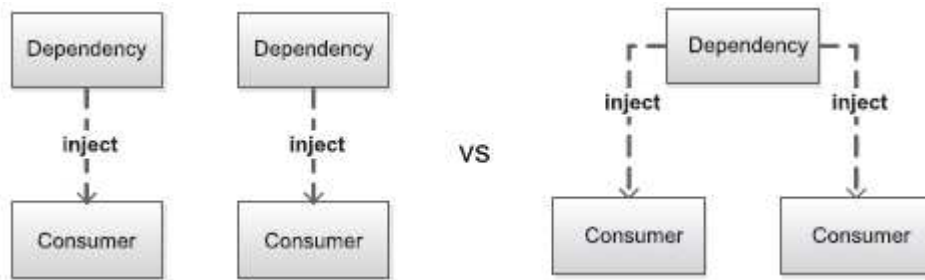 Dependency
Dependency
Dependency
inject
inject
inject
inject
vs
Consumer
Consumer
Consumer
Consumer